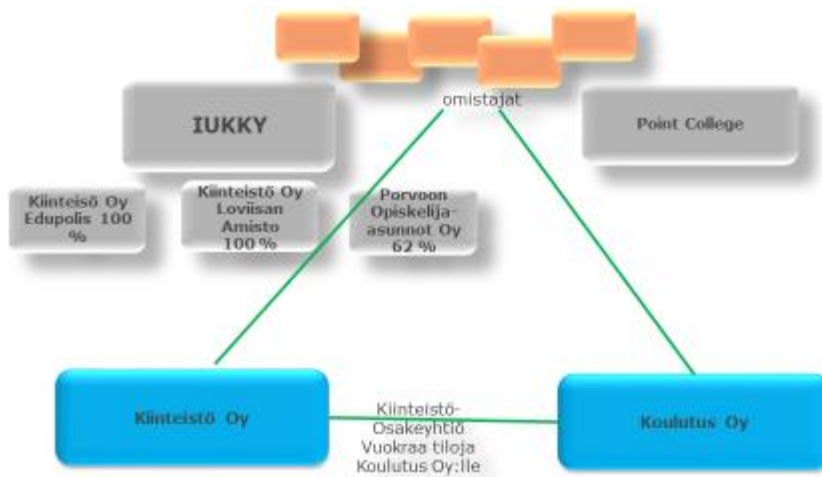 omistajat
IUKKY
Point College
Kiinteisö Oy
Edupolis 100
%
Kiinteistö Oy
Loviisan
Amisto
100 %
Porvoon
Opiskelija-
asunnot Oy
62 %
Kiinteistö Oy
Kiinteistö-
Osakeyhtiö
Vuokraa tiloja
Koulutus Oy:lle
Koulutus Oy